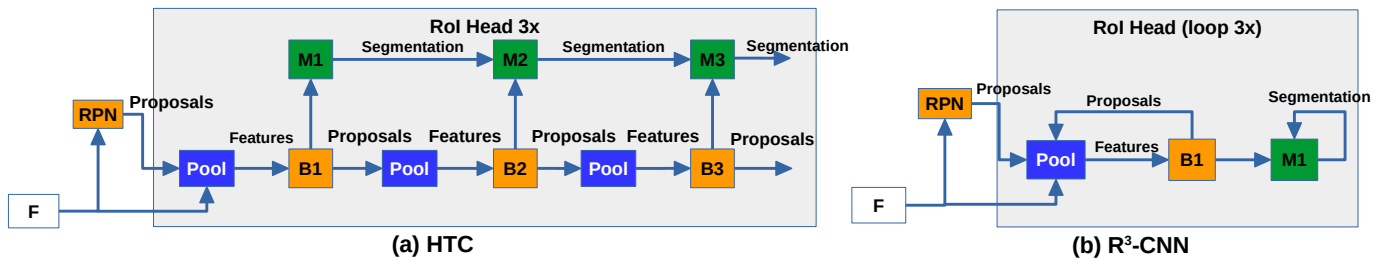 RoI Head 3x
Segmentation Segmentation Segmentation
M1 M2 M3
Proposals
RPN
Features Proposals Features Proposals Features Proposals
Pool B1 Pool B2 Pool B3
F
(a) HTC
RoI Head (loop 3x)
Proposals Proposals Segmentation
RPN
Features
Pool B1 M1
F
(b) R³-CNN